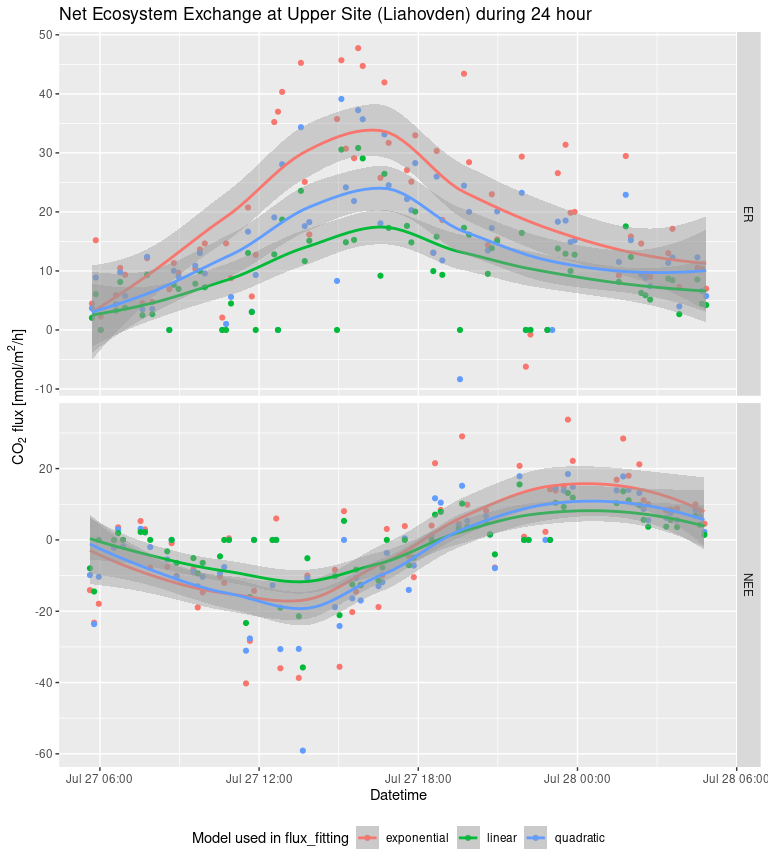 Net Ecosystem Exchange at Upper Site (Liahovden) during 24 hour
50
40
30
20
10
0
-10
ER
CO2 flux [mmol/m²/h]
20
0
-20
-40
-60
NEE
Jul 27 06:00 Jul 27 12:00 Jul 27 18:00 Jul 28 00:00 Jul 28 06:00
Datetime
Model used in flux_fitting exponential linear quadratic